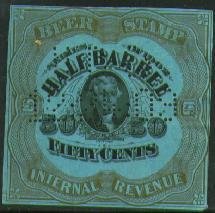 BEER STAMP
HALF BARREL
50 50
FIFTY CENTS
INTERNAL REVENUE